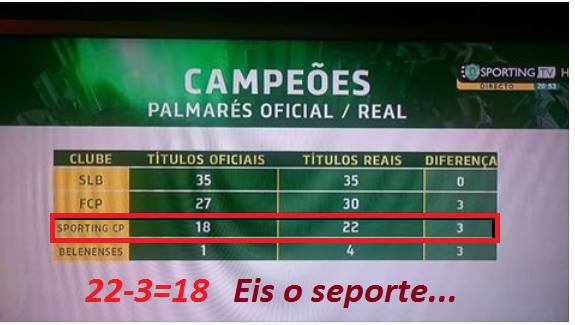 CAMPEÕES
PALMARÉS OFICIAL / REAL
SPORTING TV H
DIRECTO 20:53
CLUBE TÍTULOS OFICIAIS TÍTULOS REAIS DIFERENÇA
SLB 35 35 0
FCP 27 30 3
SPORTING CP 18 22 3
BELENENSES 1 4 3
22-3=18 Eis o seporte...